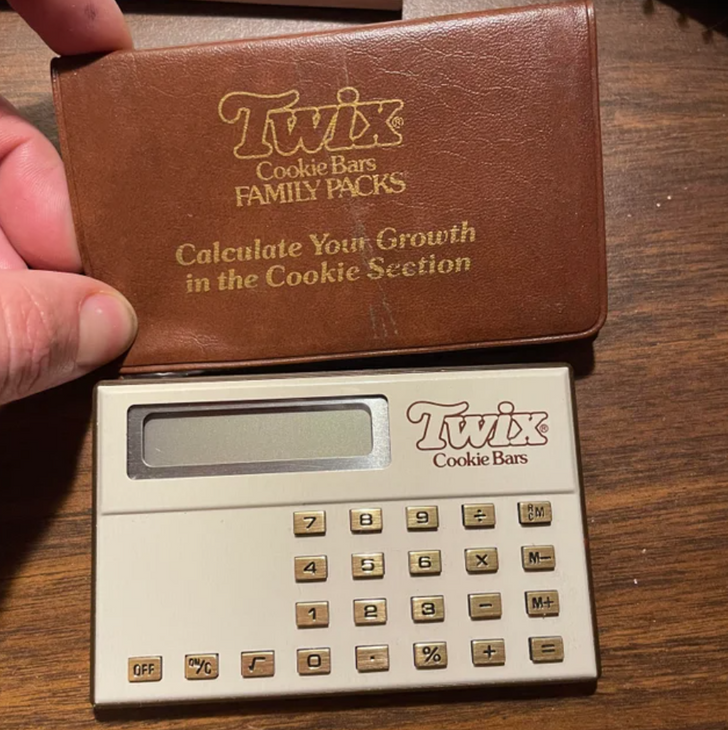 Twix®
Cookie Bars
FAMILY PACKS
Calculate Your Growth
in the Cookie Section
Twix®
Cookie Bars
7 8 9 ÷ R/CM
4 5 6 X M−
1 2 3 − M+
OFF ON/C √ 0 . % + =